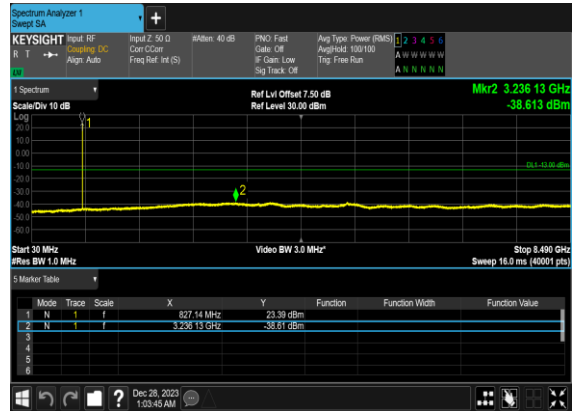 Spectrum Analyzer 1
Swept SA
+
KEYSIGHT Input: RF Input Z: 50 Ω #Atten: 40 dB PNO: Fast Avg Type: Power (RMS) 1 2 3 4 5 6
R T Coupling: DC Corr CCorr Gate: Off Avg|Hold: 100/100 A W W W W W
Align: Auto Freq Ref: Int (S) IF Gain: Low Trig: Free Run
LW Sig Track: Off A N N N N N
1 Spectrum Ref Lvl Offset 7.50 dB Mkr2 3.236 13 GHz
Scale/Div 10 dB Ref Level 30.00 dBm -38.613 dBm
Log
20.0
10.0
0.00
-10.0
-20.0
-30.0
-40.0
-50.0
-60.0
1
DL1 -13.00 dBm
2
Start 30 MHz Video BW 3.0 MHz* Stop 8.490 GHz
#Res BW 1.0 MHz Sweep 16.0 ms (40001 pts)
5 Marker Table
Mode Trace Scale X Y Function Function Width Function Value
1 N 1 f 827.14 MHz 23.39 dBm
2 N 1 f 3.236 13 GHz -38.61 dBm
3
4
5
6
? Dec 28, 2023
1:03:45 AM